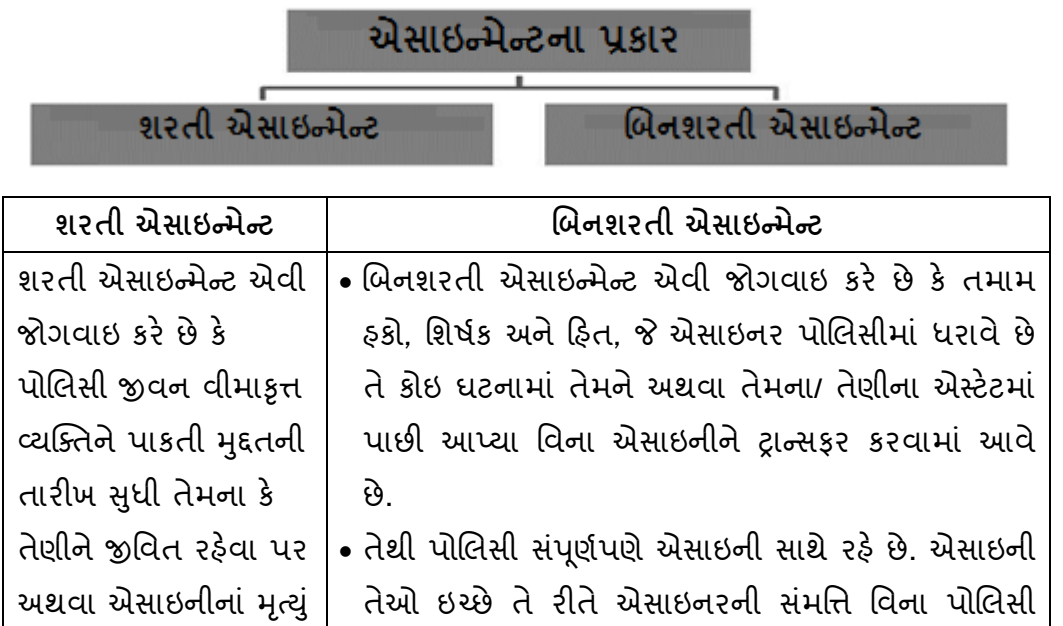 એસાઇન્મેન્ટના પ્રકાર
શરતી એસાઇન્મેન્ટ
બિનશરતી એસાઇન્મેન્ટ
શરતી એસાઇન્મેન્ટ
બિનશરતી એસાઇન્મેન્ટ
શરતી એસાઇન્મેન્ટ એવી
જોગવાઇ કરે છે કે
પોલિસી જીવન વીમાકૃત્ત
વ્યક્તિને પાકતી મુદ્દતની
તારીખ સુધી તેમના કે
તેણીને જીવિત રહેવા પર
અથવા એસાઇનીનાં મૃત્યું
• બિનશરતી એસાઇન્મેન્ટ એવી જોગવાઇ કરે છે કે તમામ
હકો, શિર્ષક અને હિત, જે એસાઇનર પોલિસીમાં ધરાવે છે
તે કોઇ ઘટનામાં તેમને અથવા તેમના/ તેણીના એસ્ટેટમાં
પાછી આપ્યા વિના એસાઇનીને ટ્રાન્સફર કરવામાં આવે
છે.
• તેથી પોલિસી સંપૂર્ણપણે એસાઇની સાથે રહે છે. એસાઇની
તેઓ ઇચ્છે તે રીતે એસાઇનરની સંમત્તિ વિના પોલિસી